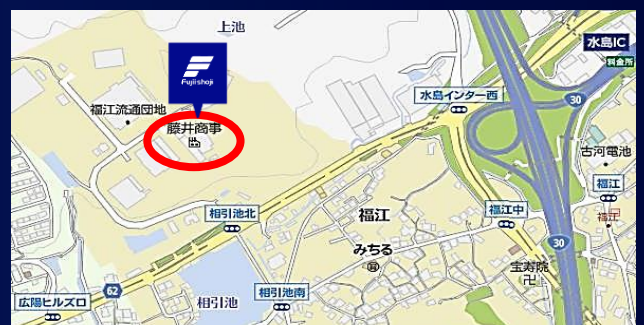 上池
水島IC
料金所
Fujishoji
水島インター西
30
福江流通団地
藤井商事
古河電池
福江
福江
相引池北
福江
福江中
みちる
30
宝寿院
62
広陽ヒルズ口
相引池
相引池南